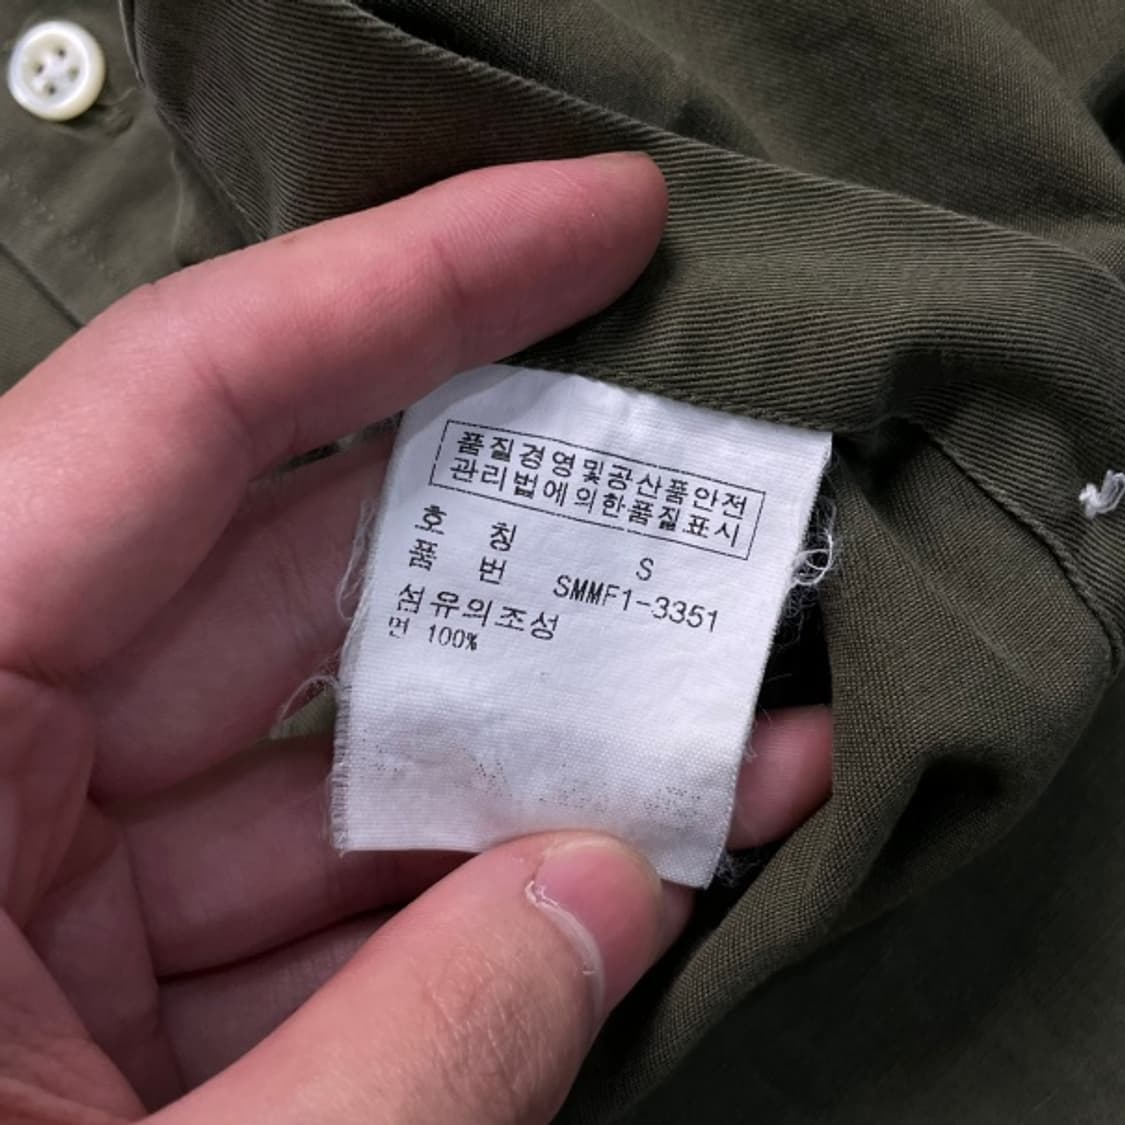 품질경영및공산품안전
관리법에의한품질표시
호 칭 S
품 번 SMMF1-3351
섬유의조성
면 100%